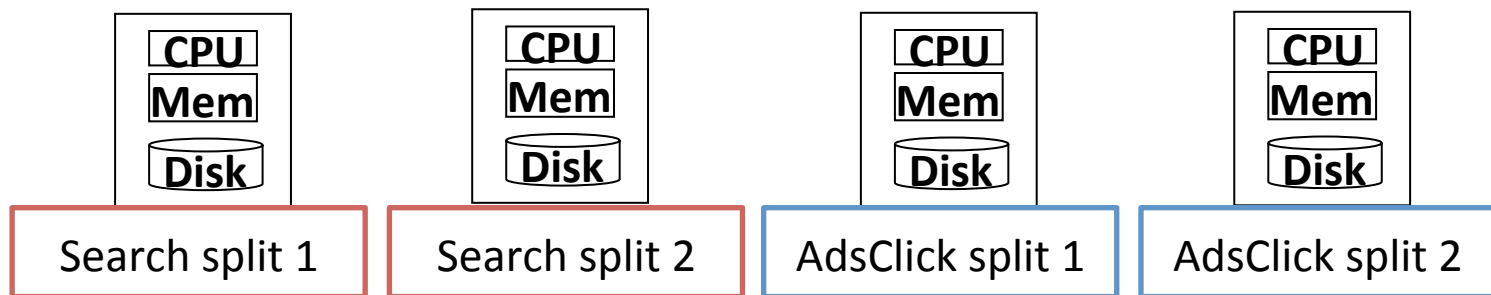 CPU
Mem
Disk
Search split 1
CPU
Mem
Disk
Search split 2
CPU
Mem
Disk
AdsClick split 1
CPU
Mem
Disk
AdsClick split 2